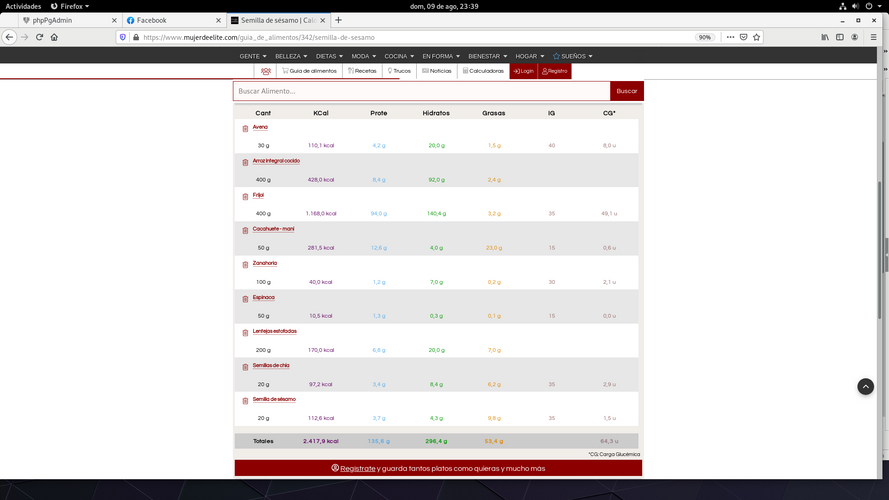 Actividades Firefox dom, 09 de ago, 23:39
phpPgAdmin × Facebook × Semilla de sésamo | Calo × +
https://www.mujerdeelite.com/guia_de_alimentos/342/semilla-de-sesamo 90%
GENTE BELLEZA DIETAS MODA COCINA EN FORMA BIENESTAR HOGAR SUEÑOS
Guia de alimentos Recetas Trucos Noticias Calculadoras Login Registro
Buscar Alimento... Buscar
Cant KCal Prote Hidratos Grasas IG CG*
Avena
30 g 110,1 kcal 4,2 g 20,0 g 1,5 g 40 8,0 u
Arroz integral cocido
400 g 428,0 kcal 8,4 g 92,0 g 2,4 g
Frijol
400 g 1.168,0 kcal 94,0 g 140,4 g 3,2 g 35 49,1 u
Cacahuete - maní
50 g 281,5 kcal 12,6 g 4,0 g 23,0 g 15 0,6 u
Zanahoria
100 g 40,0 kcal 1,2 g 7,0 g 0,2 g 30 2,1 u
Espinaca
50 g 10,5 kcal 1,3 g 0,3 g 0,1 g 15 0,0 u
Lentejas estofadas
200 g 170,0 kcal 6,8 g 20,0 g 7,0 g
Semillas de chía
20 g 97,2 kcal 3,4 g 8,4 g 6,2 g 35 2,9 u
Semilla de sésamo
20 g 112,6 kcal 3,7 g 4,3 g 9,8 g 35 1,5 u
Totales 2.417,9 kcal 135,6 g 296,4 g 53,4 g 64,3 u
*CG: Carga Glucémica
Regístrate y guarda tantos platos como quieras y mucho más